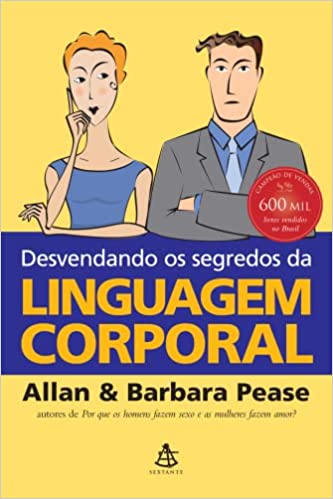 CAMPEÃO DE VENDAS
600 MIL
livros vendidos
no Brasil
Desvendando os segredos da
LINGUAGEM
CORPORAL
Allan & Barbara Pease
autores de Por que os homens fazem sexo e as mulheres fazem amor?
SEXTANTE